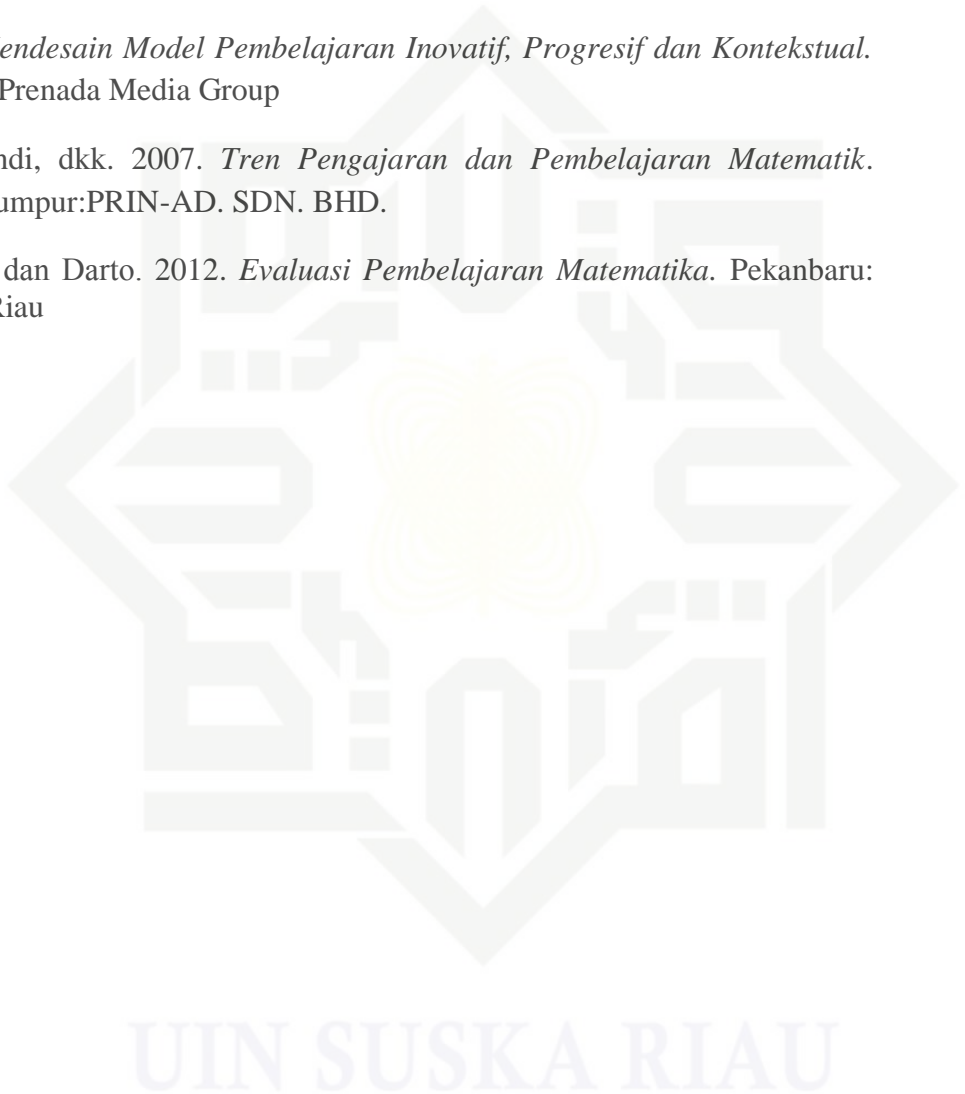 endesain Model Pembelajaran Inovatif, Progresif dan Kontekstual.
Prenada Media Group
ndi, dkk. 2007. Tren Pengajaran dan Pembelajaran Matematik.
umpur:PRIN-AD. SDN. BHD.
dan Darto. 2012. Evaluasi Pembelajaran Matematika. Pekanbaru:
Riau
UIN SUSKA RIAU